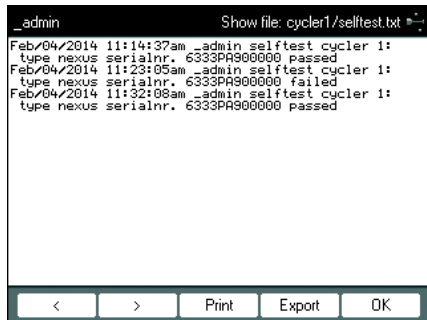 _admin Show file: cycler1/selftest.txt
Feb/04/2014 11:14:37am _admin selftest cycler 1:
type nexus serialnr. 6333PA900000 passed
Feb/04/2014 11:23:05am _admin selftest cycler 1:
type nexus serialnr. 6333PA900000 failed
Feb/04/2014 11:32:08am _admin selftest cycler 1:
type nexus serialnr. 6333PA900000 passed
< > Print Export OK